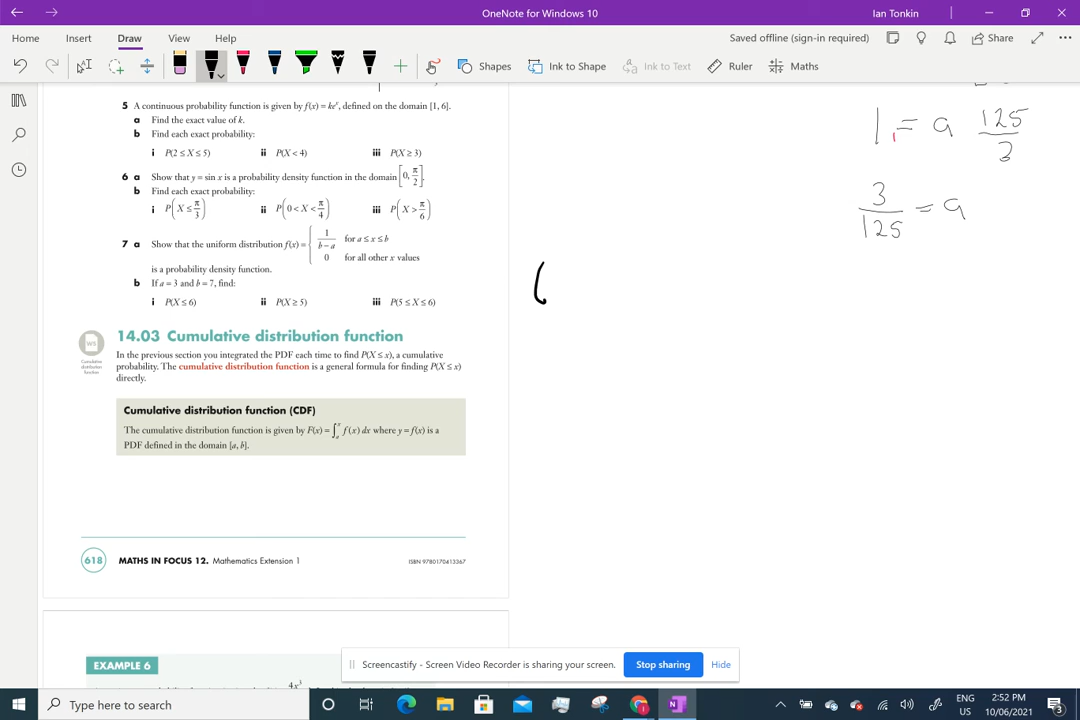 OneNote for Windows 10
Ian Tonkin
Home Insert Draw View Help
Saved offline (sign-in required)
Share
Shapes Ink to Shape Ink to Text Ruler Maths
1 = a 125/3
3/125 = a
5 A continuous probability function is given by f(x) = keˣ, defined on the domain [1, 6].
a Find the exact value of k.
b Find each exact probability:
i P(2 ≤ X ≤ 5) ii P(X < 4) iii P(X ≥ 3)
6 a Show that y = sin x is a probability density function in the domain [0, π/2].
b Find each exact probability:
i P(X ≤ π/3) ii P(0 < X < π/4) iii P(X > π/6)
7 a Show that the uniform distribution f(x) = { 1/(b − a) for a ≤ x ≤ b
0 for all other x values
is a probability density function.
b If a = 3 and b = 7, find:
i P(X ≤ 6) ii P(X ≥ 5) iii P(5 ≤ X ≤ 6)
WS
Cumulative
distribution
function
14.03 Cumulative distribution function
In the previous section you integrated the PDF each time to find P(X ≤ x), a cumulative
probability. The cumulative distribution function is a general formula for finding P(X ≤ x)
directly.
Cumulative distribution function (CDF)
The cumulative distribution function is given by F(x) = ∫ₐˣ f(x) dx where y = f(x) is a
PDF defined in the domain [a, b].
618 MATHS IN FOCUS 12. Mathematics Extension 1
ISBN 9780170413367
EXAMPLE 6
4x³
Screencastify - Screen Video Recorder is sharing your screen. Stop sharing Hide
Type here to search
ENG
US
2:52 PM
10/06/2021
3